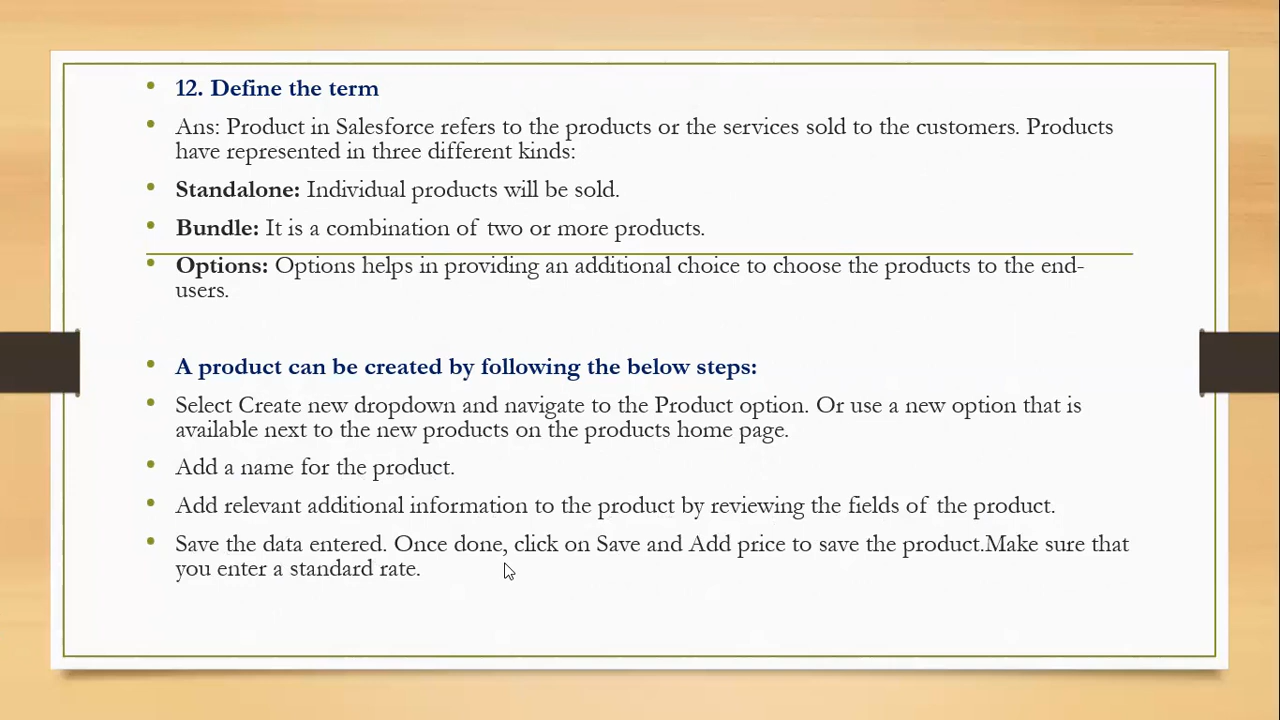 12. Define the term
Ans: Product in Salesforce refers to the products or the services sold to the customers. Products
have represented in three different kinds:
Standalone: Individual products will be sold.
Bundle: It is a combination of two or more products.
Options: Options helps in providing an additional choice to choose the products to the end-
users.
A product can be created by following the below steps:
Select Create new dropdown and navigate to the Product option. Or use a new option that is
available next to the new products on the products home page.
Add a name for the product.
Add relevant additional information to the product by reviewing the fields of the product.
Save the data entered. Once done, click on Save and Add price to save the product.Make sure that
you enter a standard rate.